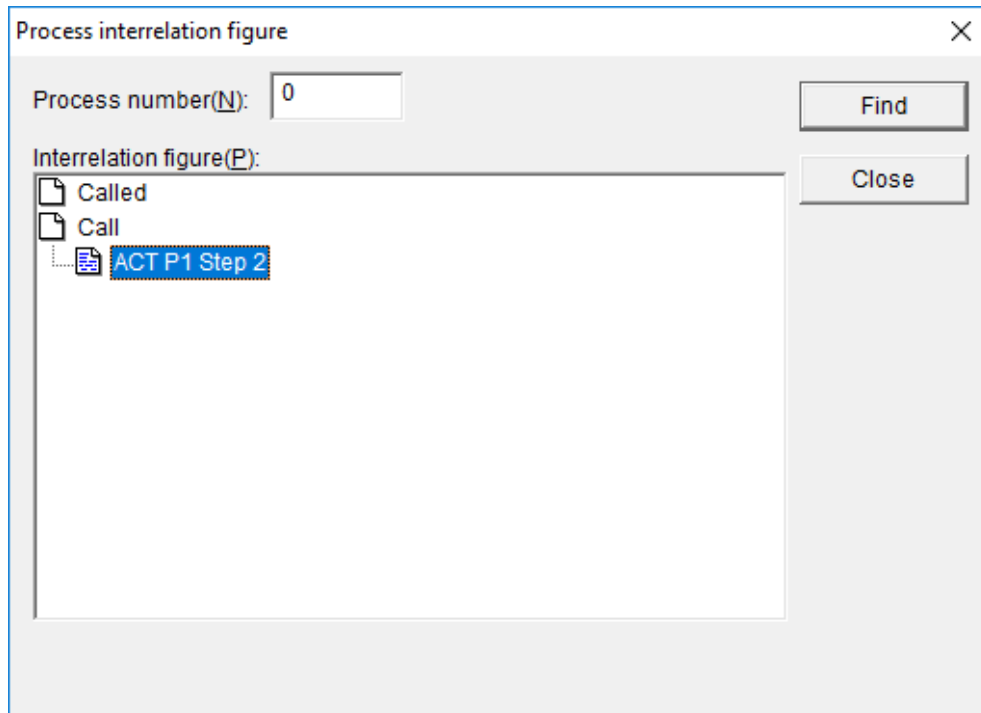 Process interrelation figure
Process number(N): 0
Find
Interrelation figure(P):
Close
Called
Call
ACT P1 Step 2